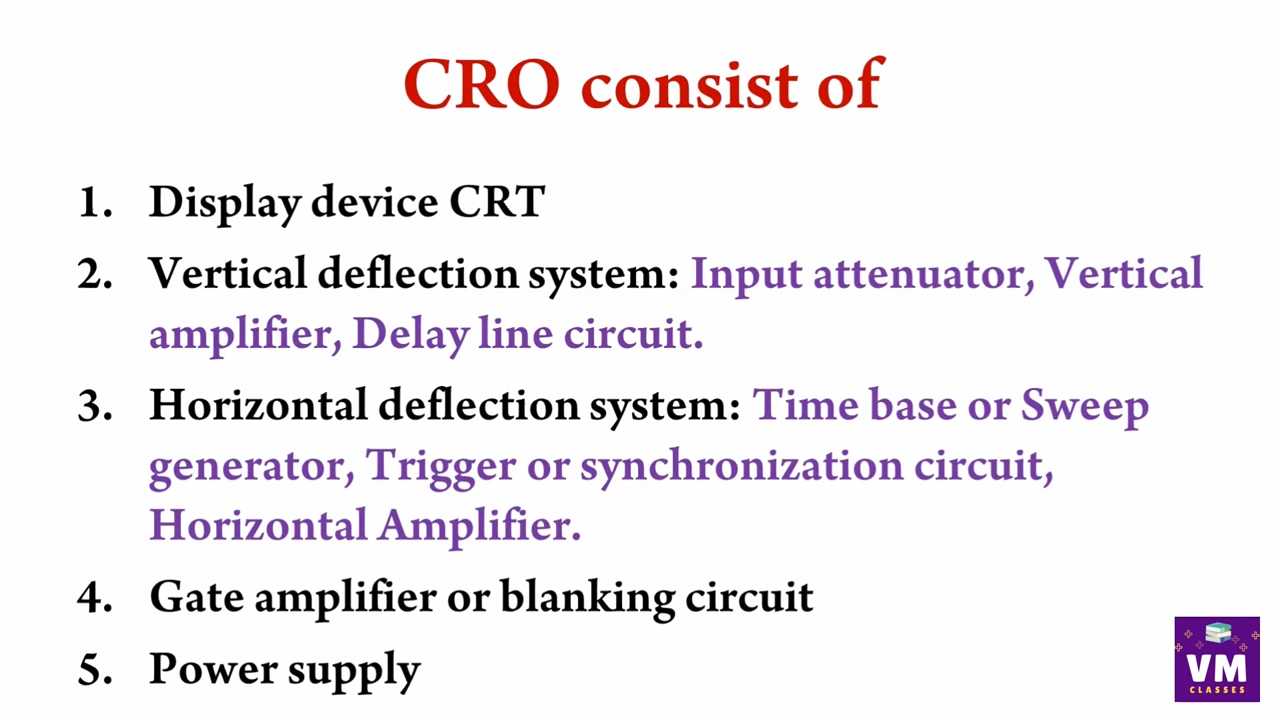 CRO consist of
1. Display device CRT
2. Vertical deflection system: Input attenuator, Vertical
amplifier, Delay line circuit.
3. Horizontal deflection system: Time base or Sweep
generator, Trigger or synchronization circuit,
Horizontal Amplifier.
4. Gate amplifier or blanking circuit
5. Power supply
VM
CLASSES